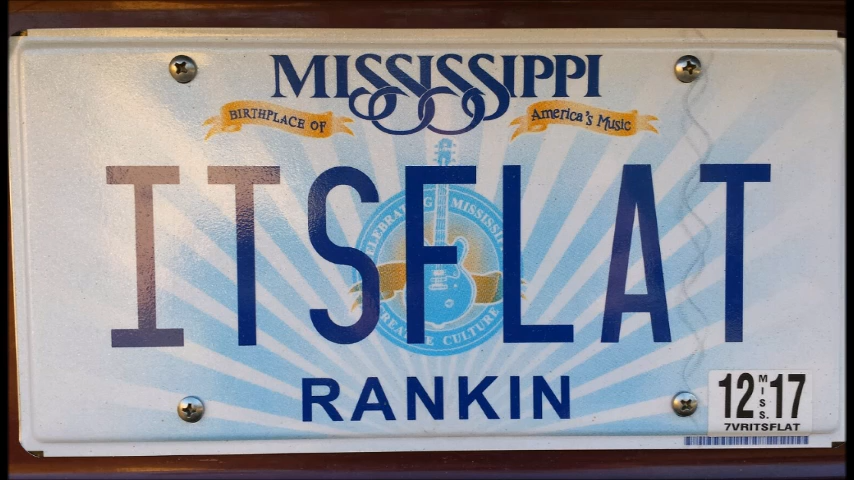 MISSISSIPPI
BIRTHPLACE OF America's Music
ITSFLAT
RANKIN
12 MISS. 17
7VRITSFLAT